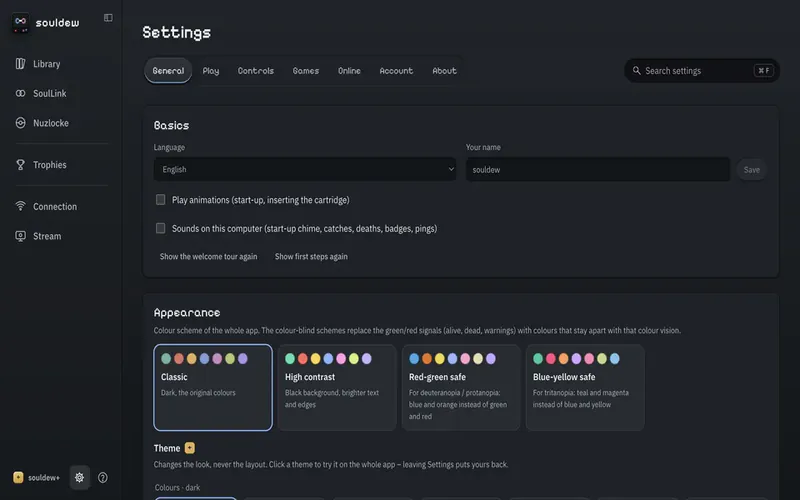 souldew
Library
SoulLink
Nuzlocke
Trophies
Connection
Stream
souldew+
Settings
General
Play
Controls
Games
Online
Account
About
Search settings
⌘ F
Basics
Language
English
Your name
souldew
Save
Play animations (start-up, inserting the cartridge)
Sounds on this computer (start-up chime, catches, deaths, badges, pings)
Show the welcome tour again
Show first steps again
Appearance
Colour scheme of the whole app. The colour-blind schemes replace the green/red signals (alive, dead, warnings) with colours that stay apart with that colour vision.
Classic
Dark, the original colours
High contrast
Black background, brighter text
and edges
Red-green safe
For deuteranopia / protanopia:
blue and orange instead of green
and red
Blue-yellow safe
For tritanopia: teal and magenta
instead of blue and yellow
Theme
Changes the look, never the layout. Click a theme to try it on the whole app – leaving Settings puts yours back.
Colours · dark